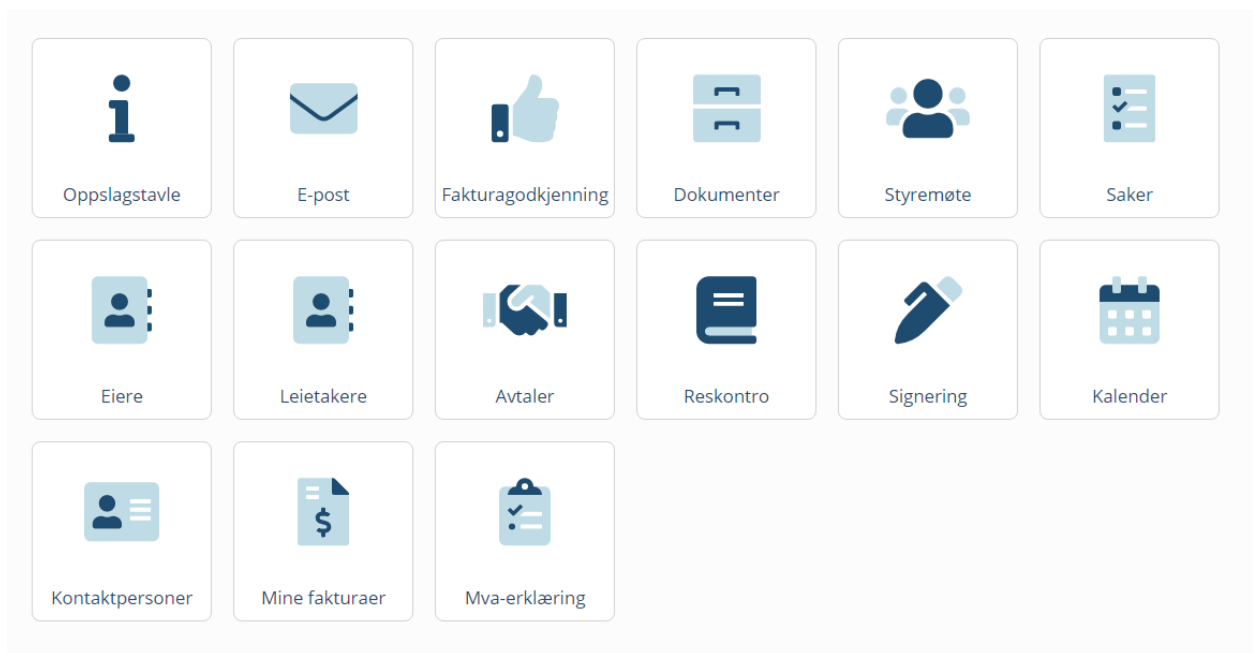 Oppslagstavle
E-post
Fakturagodkjenning
Dokumenter
Styremøte
Saker
Eiere
Leietakere
Avtaler
Reskontro
Signering
Kalender
$
Kontaktpersoner
Mine fakturaer
Mva-erklæring